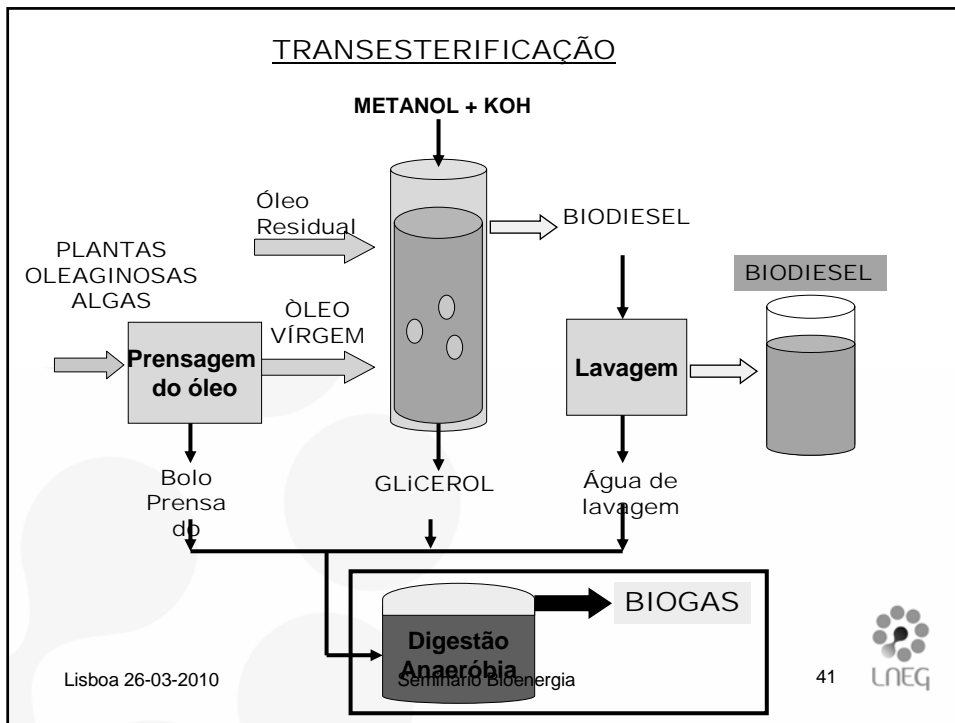 TRANSESTERIFICAÇÃO
METANOL + KOH
Óleo
Residual
BIODIESEL
PLANTAS
OLEAGINOSAS
ALGAS
BIODIESEL
ÒLEO
VÍRGEM
Prensagem
do óleo
Lavagem
Bolo
Prensa
do
GLiCEROL
Água de
lavagem
BIOGAS
Digestão
Anaeróbia
Lisboa 26-03-2010
Seminário Bioenergia
41
LNEG